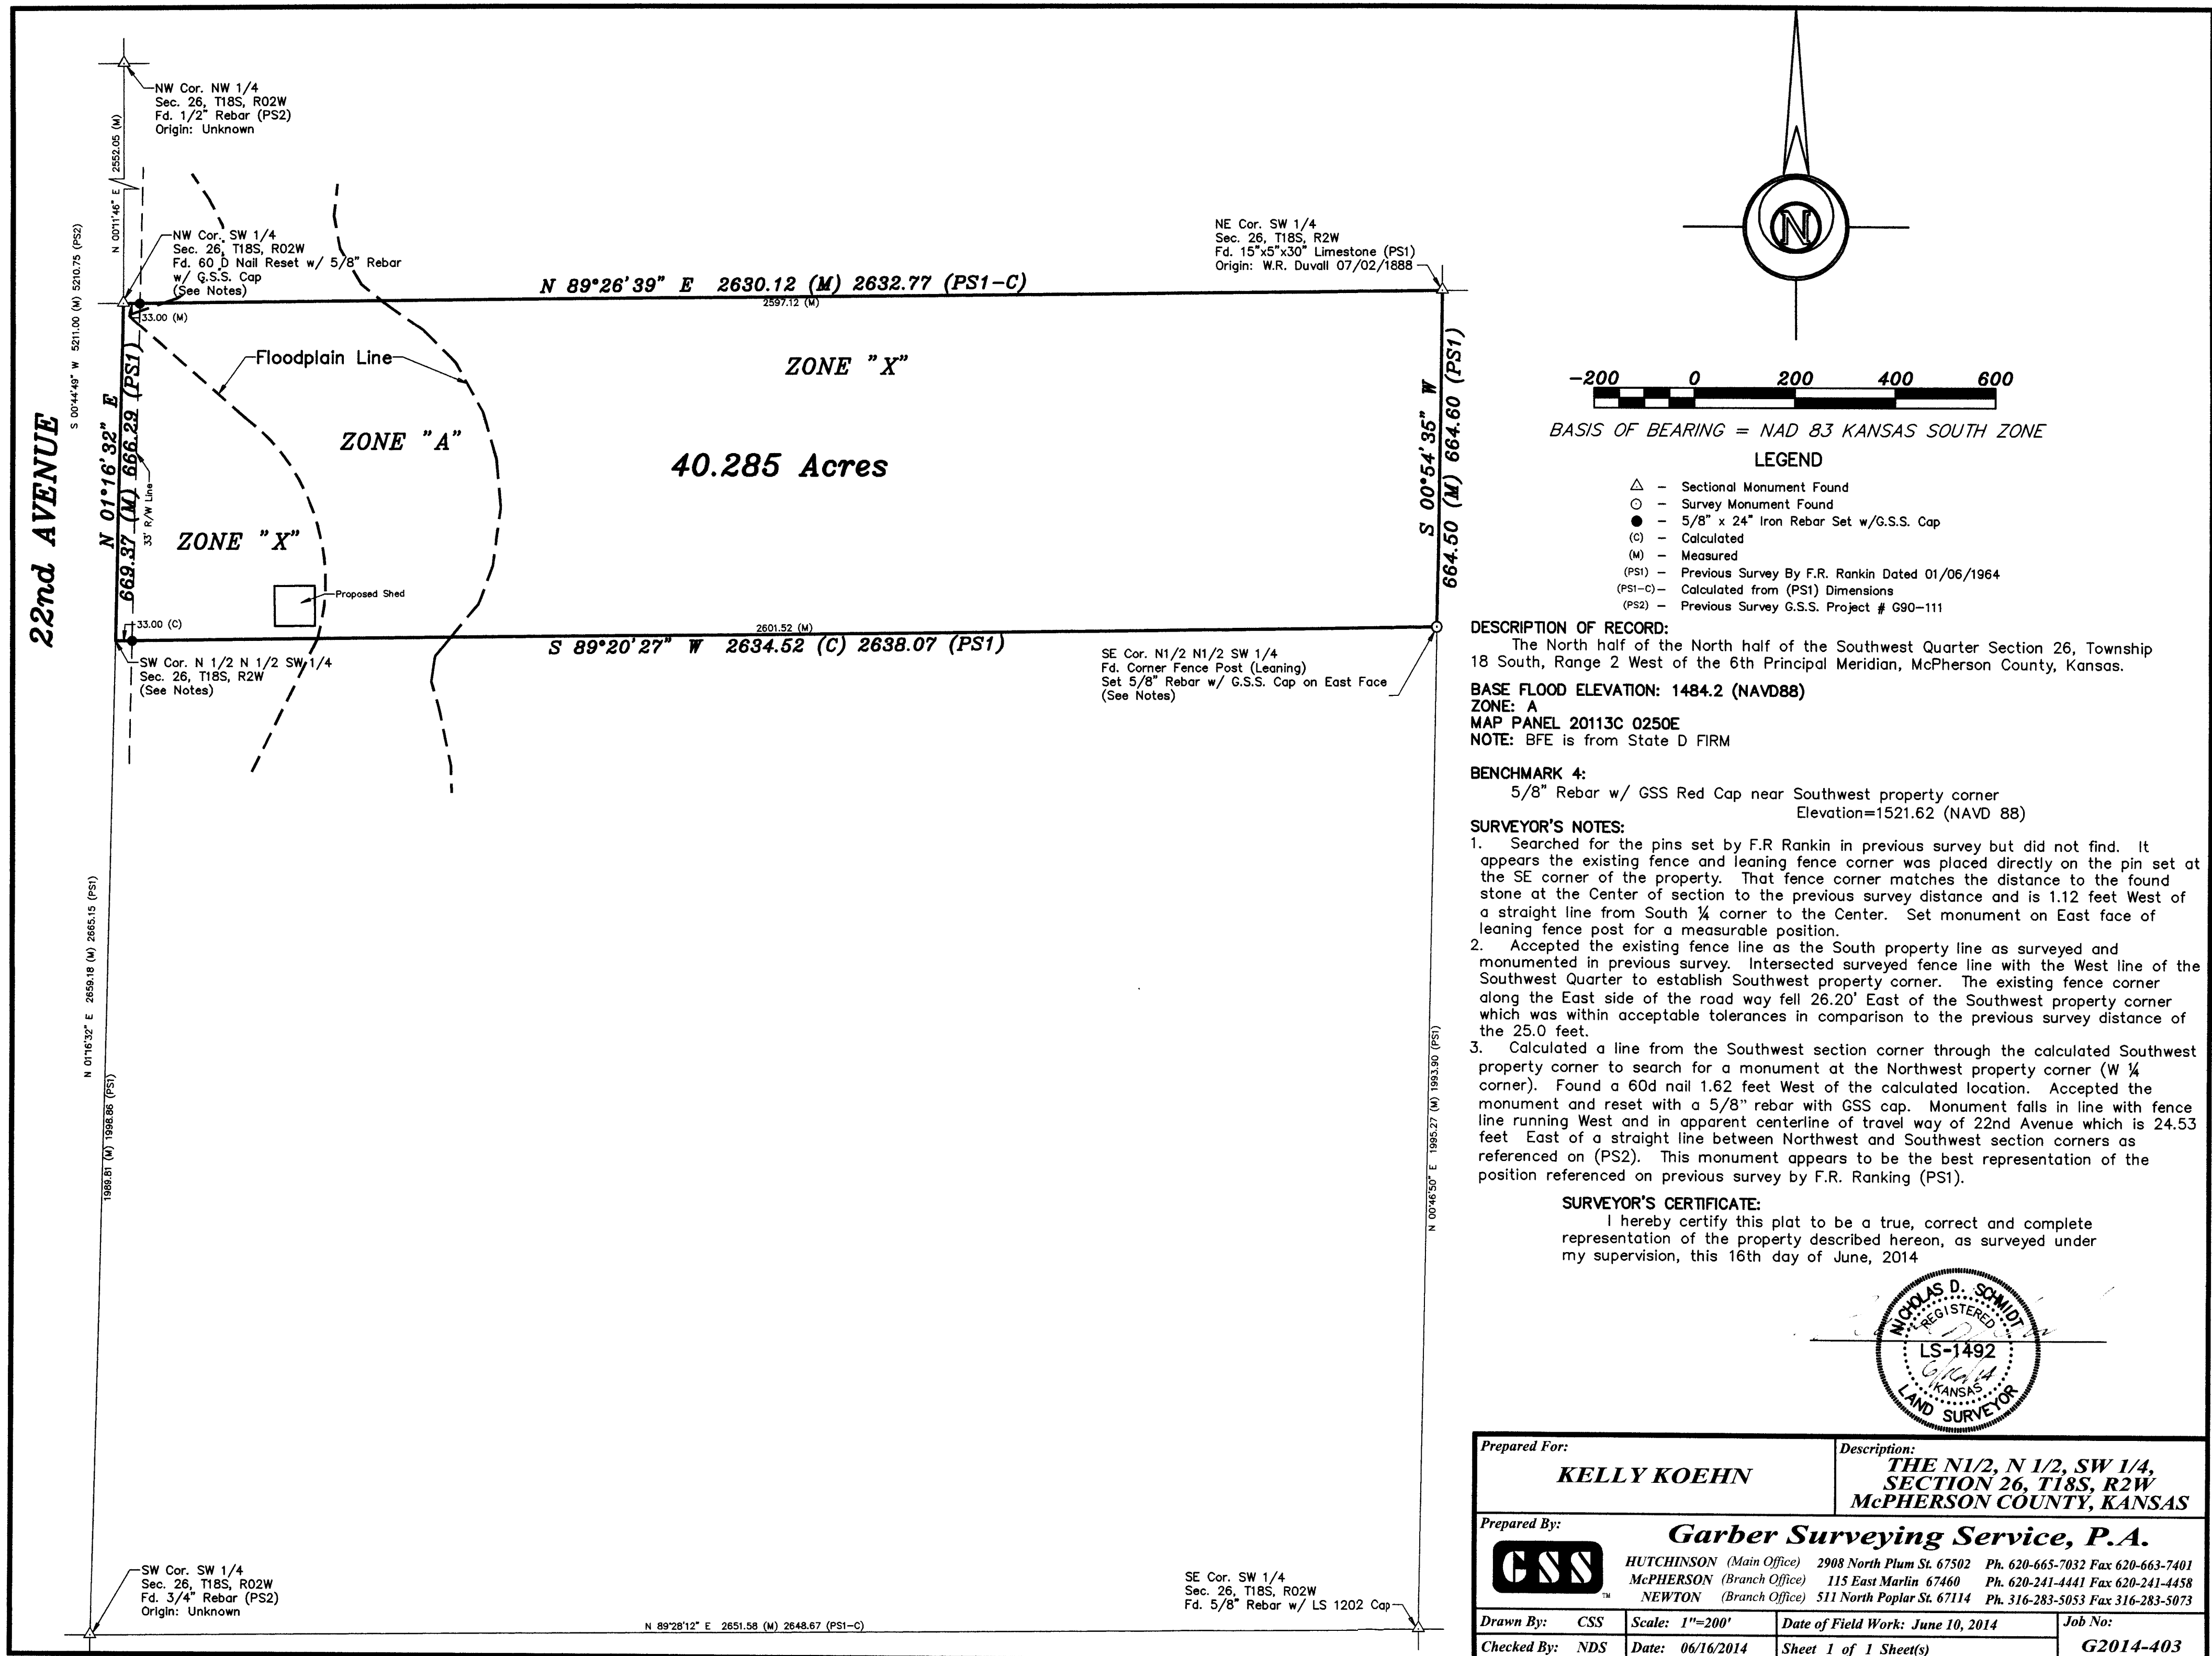 NW Cor. NW 1/4
Sec. 26, T18S, R02W
Fd. 1/2" Rebar (PS2)
Origin: Unknown
N 00°11'46" E 2552.05 (M)
S 00°44'49" W 5211.00 (M) 5210.75 (PS2)
NW Cor. SW 1/4
Sec. 26, T18S, R02W
Fd. 60 D Nail Reset w/ 5/8" Rebar
w/ G.S.S. Cap
(See Notes)
NE Cor. SW 1/4
Sec. 26, T18S, R2W
Fd. 15"x5"x30" Limestone (PS1)
Origin: W.R. Duvall 07/02/1888
N 89°26'39" E 2630.12 (M) 2632.77 (PS1-C)
2597.12 (M)
33.00 (M)
Floodplain Line
ZONE "X"
ZONE "A"
40.285 Acres
ZONE "X"
22nd AVENUE
N 01°16'32" E
669.37 (M) 666.29 (PS1)
33' R/W Line
S 00°54'35" W
664.50 (M) 664.60 (PS1)
Proposed Shed
33.00 (C)
2601.52 (M)
S 89°20'27" W 2634.52 (C) 2638.07 (PS1)
SW Cor. N 1/2 N 1/2 SW 1/4
Sec. 26, T18S, R2W
(See Notes)
SE Cor. N1/2 N1/2 SW 1/4
Fd. Corner Fence Post (Leaning)
Set 5/8" Rebar w/ G.S.S. Cap on East Face
(See Notes)
N 01°16'32" E 2659.18 (M) 2665.15 (PS1)
1989.81 (M) 1998.86 (PS1)
N 00°46'50" E 1995.27 (M) 1993.90 (PS1)
SW Cor. SW 1/4
Sec. 26, T18S, R02W
Fd. 3/4" Rebar (PS2)
Origin: Unknown
SE Cor. SW 1/4
Sec. 26, T18S, R02W
Fd. 5/8" Rebar w/ LS 1202 Cap
N 89°28'12" E 2651.58 (M) 2648.67 (PS1-C)
N
-200 0 200 400 600
BASIS OF BEARING = NAD 83 KANSAS SOUTH ZONE
LEGEND
△ – Sectional Monument Found
⊙ – Survey Monument Found
● – 5/8" x 24" Iron Rebar Set w/G.S.S. Cap
(C) – Calculated
(M) – Measured
(PS1) – Previous Survey By F.R. Rankin Dated 01/06/1964
(PS1-C) – Calculated from (PS1) Dimensions
(PS2) – Previous Survey G.S.S. Project # G90-111
DESCRIPTION OF RECORD:
The North half of the North half of the Southwest Quarter Section 26, Township
18 South, Range 2 West of the 6th Principal Meridian, McPherson County, Kansas.
BASE FLOOD ELEVATION: 1484.2 (NAVD88)
ZONE: A
MAP PANEL 20113C 0250E
NOTE: BFE is from State D FIRM
BENCHMARK 4:
5/8" Rebar w/ GSS Red Cap near Southwest property corner
Elevation=1521.62 (NAVD 88)
SURVEYOR'S NOTES:
1. Searched for the pins set by F.R Rankin in previous survey but did not find. It
appears the existing fence and leaning fence corner was placed directly on the pin set at
the SE corner of the property. That fence corner matches the distance to the found
stone at the Center of section to the previous survey distance and is 1.12 feet West of
a straight line from South ¼ corner to the Center. Set monument on East face of
leaning fence post for a measurable position.
2. Accepted the existing fence line as the South property line as surveyed and
monumented in previous survey. Intersected surveyed fence line with the West line of the
Southwest Quarter to establish Southwest property corner. The existing fence corner
along the East side of the road way fell 26.20' East of the Southwest property corner
which was within acceptable tolerances in comparison to the previous survey distance of
the 25.0 feet.
3. Calculated a line from the Southwest section corner through the calculated Southwest
property corner to search for a monument at the Northwest property corner (W ¼
corner). Found a 60d nail 1.62 feet West of the calculated location. Accepted the
monument and reset with a 5/8" rebar with GSS cap. Monument falls in line with fence
line running West and in apparent centerline of travel way of 22nd Avenue which is 24.53
feet East of a straight line between Northwest and Southwest section corners as
referenced on (PS2). This monument appears to be the best representation of the
position referenced on previous survey by F.R. Ranking (PS1).
SURVEYOR'S CERTIFICATE:
I hereby certify this plat to be a true, correct and complete
representation of the property described hereon, as surveyed under
my supervision, this 16th day of June, 2014
NICHOLAS D. SCHMIDT
REGISTERED
LS-1492
6/16/14
KANSAS
LAND SURVEYOR
Prepared For:
KELLY KOEHN
Description:
THE N1/2, N 1/2, SW 1/4,
SECTION 26, T18S, R2W
McPHERSON COUNTY, KANSAS
Prepared By:
GSS
TM
Garber Surveying Service, P.A.
HUTCHINSON (Main Office) 2908 North Plum St. 67502 Ph. 620-665-7032 Fax 620-663-7401
McPHERSON (Branch Office) 115 East Marlin 67460 Ph. 620-241-4441 Fax 620-241-4458
NEWTON (Branch Office) 511 North Poplar St. 67114 Ph. 316-283-5053 Fax 316-283-5073
Drawn By: CSS Scale: 1"=200' Date of Field Work: June 10, 2014 Job No:
Checked By: NDS Date: 06/16/2014 Sheet 1 of 1 Sheet(s) G2014-403